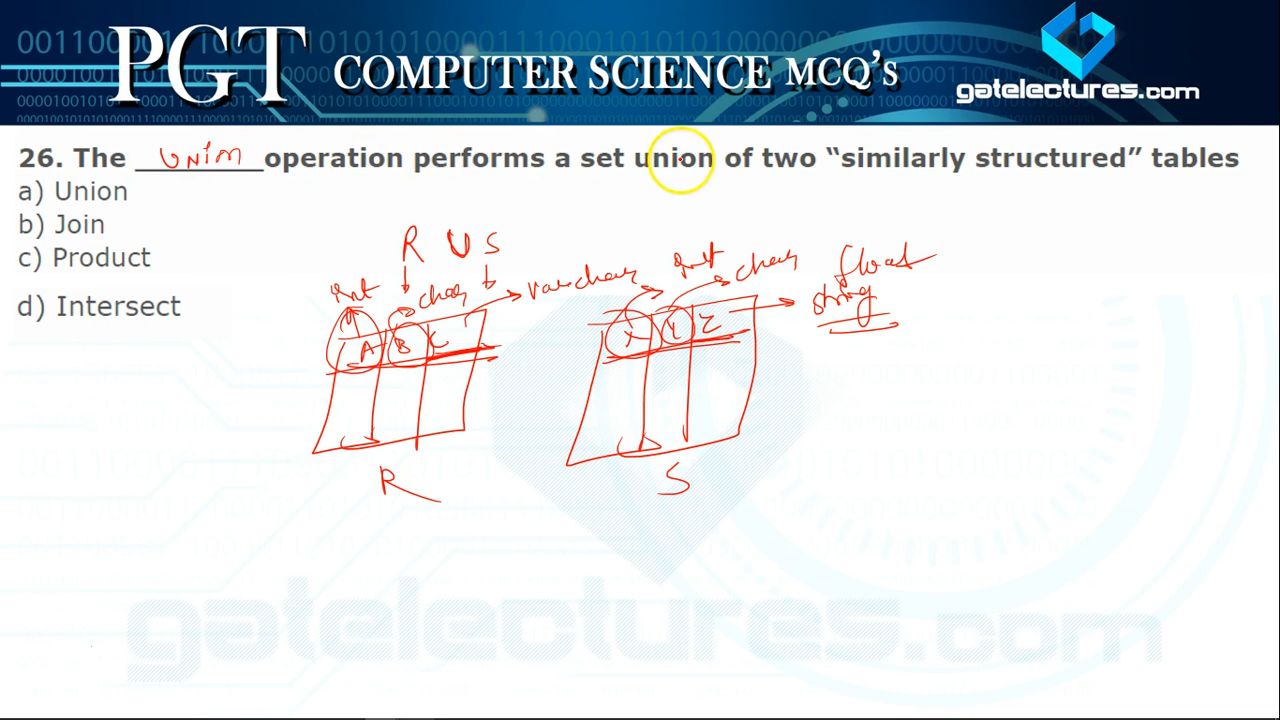 PGT COMPUTER SCIENCE MCQ's
gatelectures.com
26. The union operation performs a set union of two “similarly structured” tables
a) Union
b) Join
c) Product
d) Intersect
R U S
int char varchar int char float
string
A B C X Y Z
R S
gatelectures.com